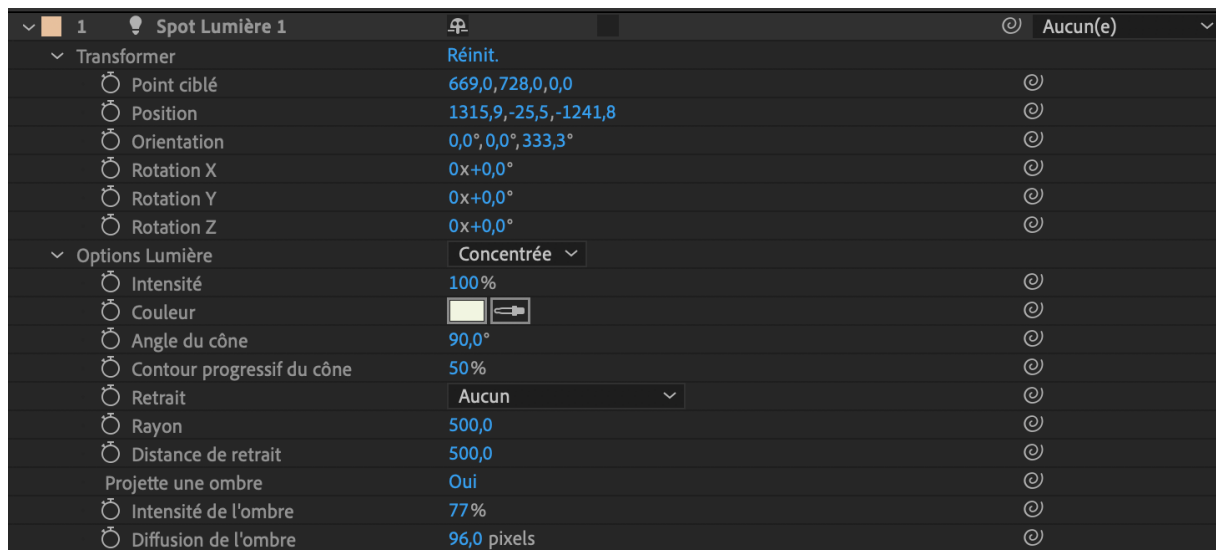 1 Spot Lumière 1 Aucun(e)
Transformer Réinit.
Point ciblé 669,0,728,0,0,0
Position 1315,9,-25,5,-1241,8
Orientation 0,0°,0,0°,333,3°
Rotation X 0x+0,0°
Rotation Y 0x+0,0°
Rotation Z 0x+0,0°
Options Lumière Concentrée
Intensité 100%
Couleur
Angle du cône 90,0°
Contour progressif du cône 50%
Retrait Aucun
Rayon 500,0
Distance de retrait 500,0
Projette une ombre Oui
Intensité de l'ombre 77%
Diffusion de l'ombre 96,0 pixels